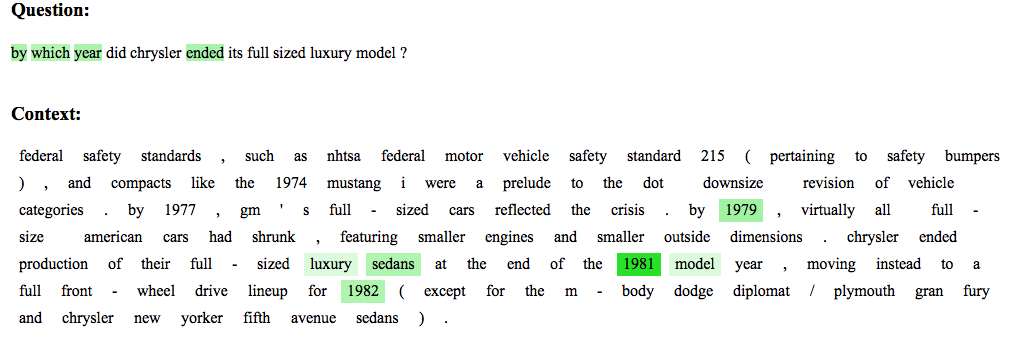 Question:
by which year did chrysler ended its full sized luxury model ?
Context:
federal safety standards , such as nhtsa federal motor vehicle safety standard 215 ( pertaining to safety bumpers
) , and compacts like the 1974 mustang i were a prelude to the dot downsize revision of vehicle
categories . by 1977 , gm ' s full - sized cars reflected the crisis . by 1979 , virtually all full -
size american cars had shrunk , featuring smaller engines and smaller outside dimensions . chrysler ended
production of their full - sized luxury sedans at the end of the 1981 model year , moving instead to a
full front - wheel drive lineup for 1982 ( except for the m - body dodge diplomat / plymouth gran fury
and chrysler new yorker fifth avenue sedans ) .